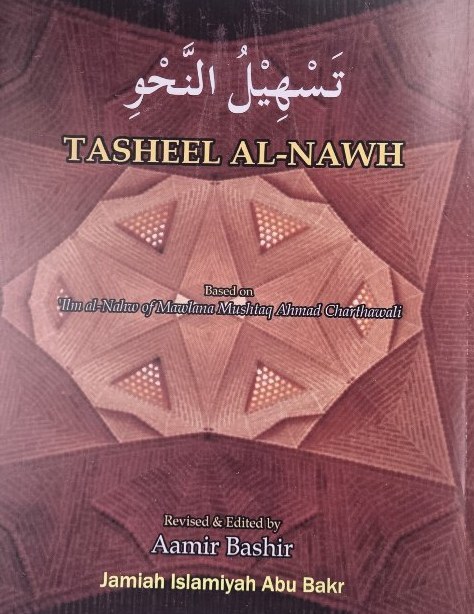 تَسْهِيْلُ النَّحْوِ
TASHEEL AL-NAWH
Based on
'Ilm al-Nahw of Mawlana Mushtaq Ahmad Charthawali
Revised & Edited by
Aamir Bashir
Jamiah Islamiyah Abu Bakr